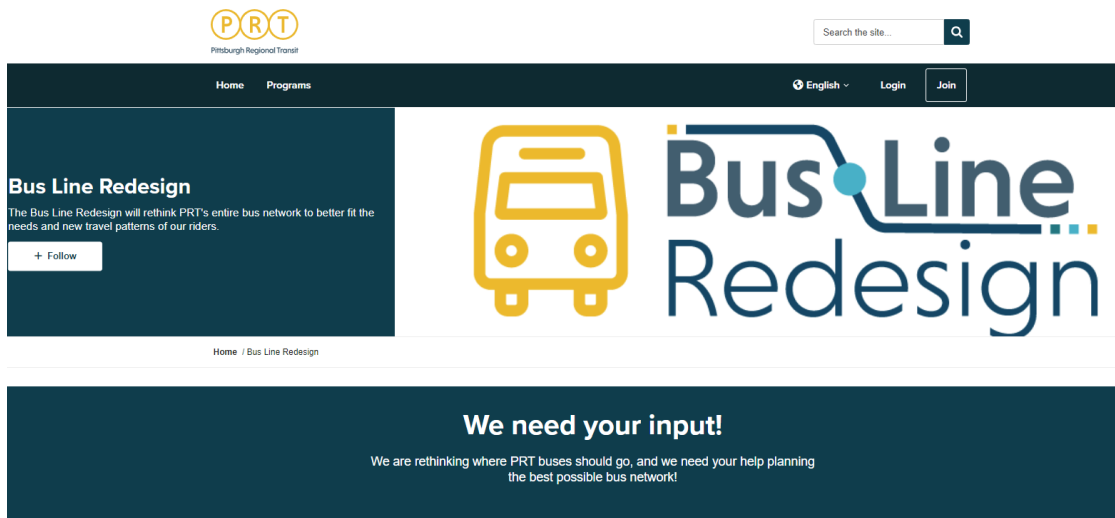 PRT
Pittsburgh Regional Transit
Search the site...
Home Programs
English Login Join
Bus Line Redesign
The Bus Line Redesign will rethink PRT's entire bus network to better fit the
needs and new travel patterns of our riders.
+ Follow
Bus Line
Redesign
Home / Bus Line Redesign
We need your input!
We are rethinking where PRT buses should go, and we need your help planning
the best possible bus network!